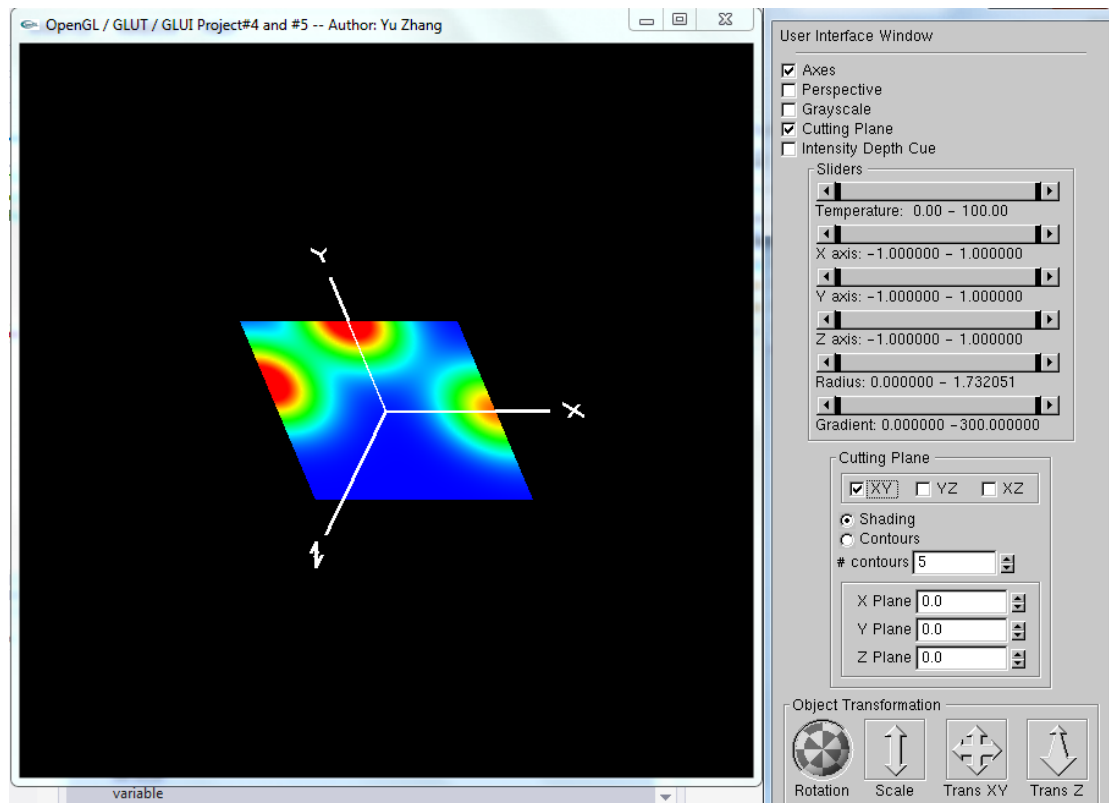 OpenGL / GLUT / GLUI Project#4 and #5 -- Author: Yu Zhang
Y
X
Z
variable
User Interface Window
Axes
Perspective
Grayscale
Cutting Plane
Intensity Depth Cue
Sliders
Temperature: 0.00 - 100.00
X axis: -1.000000 - 1.000000
Y axis: -1.000000 - 1.000000
Z axis: -1.000000 - 1.000000
Radius: 0.000000 - 1.732051
Gradient: 0.000000 -300.000000
Cutting Plane
XY YZ XZ
Shading
Contours
# contours 5
X Plane 0.0
Y Plane 0.0
Z Plane 0.0
Object Transformation
Rotation Scale Trans XY Trans Z